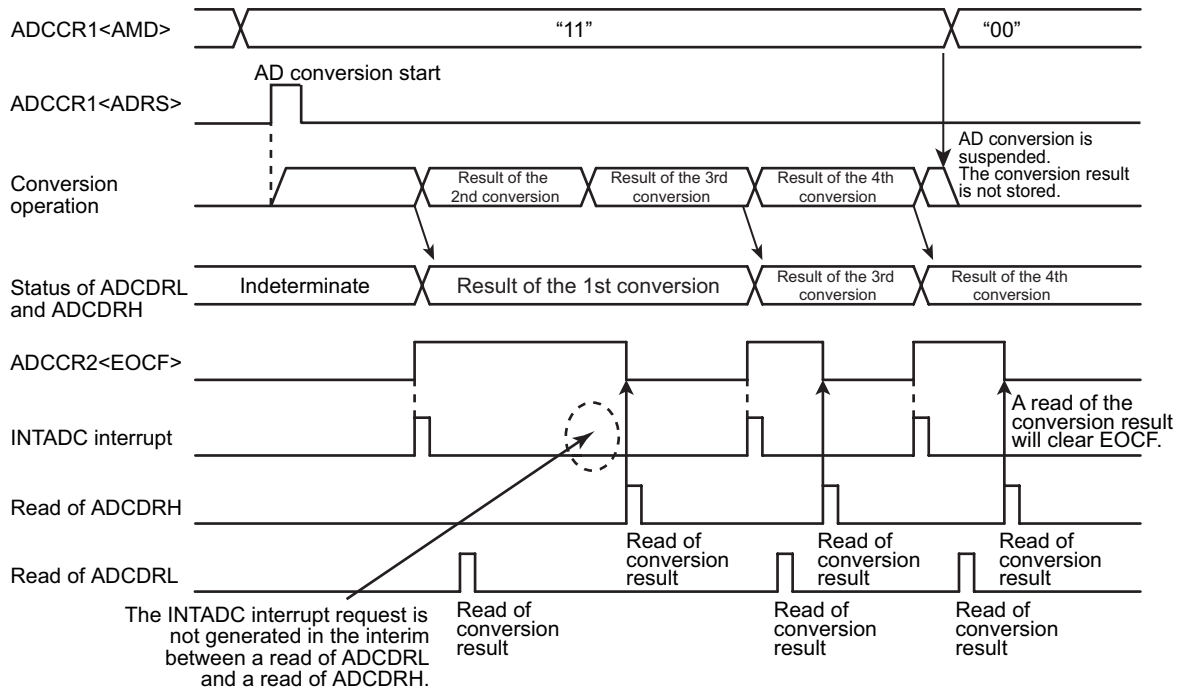 ADCCR1<AMD>
“11”
“00”
AD conversion start
ADCCR1<ADRS>
AD conversion is
suspended.
The conversion result
is not stored.
Conversion
operation
Result of the
2nd conversion
Result of the 3rd
conversion
Result of the 4th
conversion
Status of ADCDRL
and ADCDRH
Indeterminate
Result of the 1st conversion
Result of the 3rd
conversion
Result of the 4th
conversion
ADCCR2<EOCF>
A read of the
conversion result
will clear EOCF.
INTADC interrupt
Read of ADCDRH
Read of
conversion
result
Read of
conversion
result
Read of
conversion
result
Read of ADCDRL
The INTADC interrupt request is
not generated in the interim
between a read of ADCDRL
and a read of ADCDRH.
Read of
conversion
result
Read of
conversion
result
Read of
conversion
result